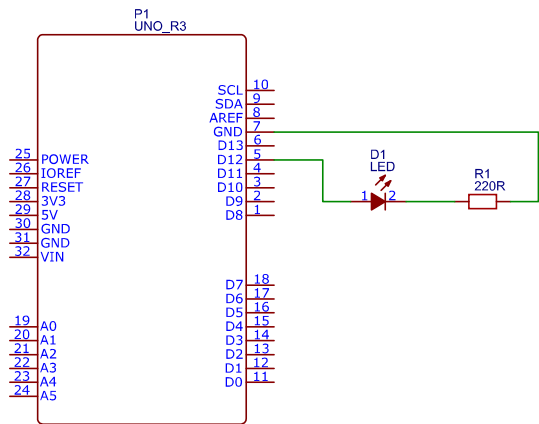 P1
UNO_R3
SCL 10
SDA 9
AREF 8
GND 7
D13 6
D12 5
D11 4
D10 3
D9 2
D8 1
25 POWER
26 IOREF
27 RESET
28 3V3
29 5V
30 GND
31 GND
32 VIN
D7 18
D6 17
D5 16
D4 15
D3 14
D2 13
D1 12
D0 11
19 A0
20 A1
21 A2
22 A3
23 A4
24 A5
D1
LED
1 2
R1
220R